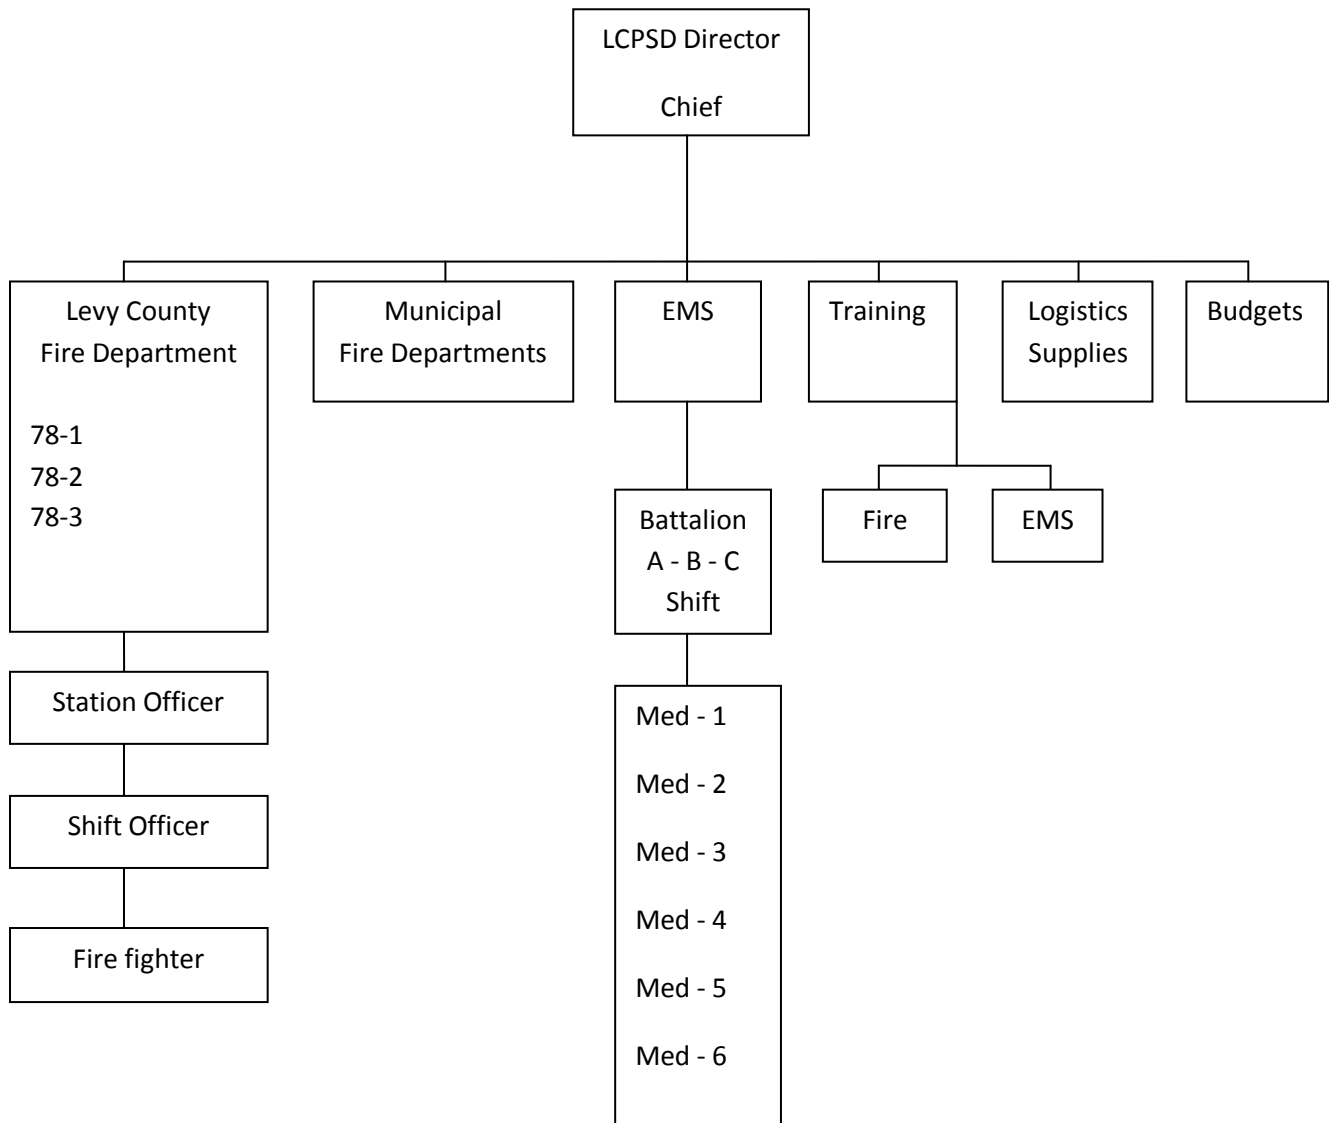 LCPSD Director
Chief
Levy County
Fire Department
78-1
78-2
78-3
Municipal
Fire Departments
EMS
Training
Logistics
Supplies
Budgets
Battalion
A - B - C
Shift
Fire
EMS
Station Officer
Shift Officer
Fire fighter
Med - 1
Med - 2
Med - 3
Med - 4
Med - 5
Med - 6